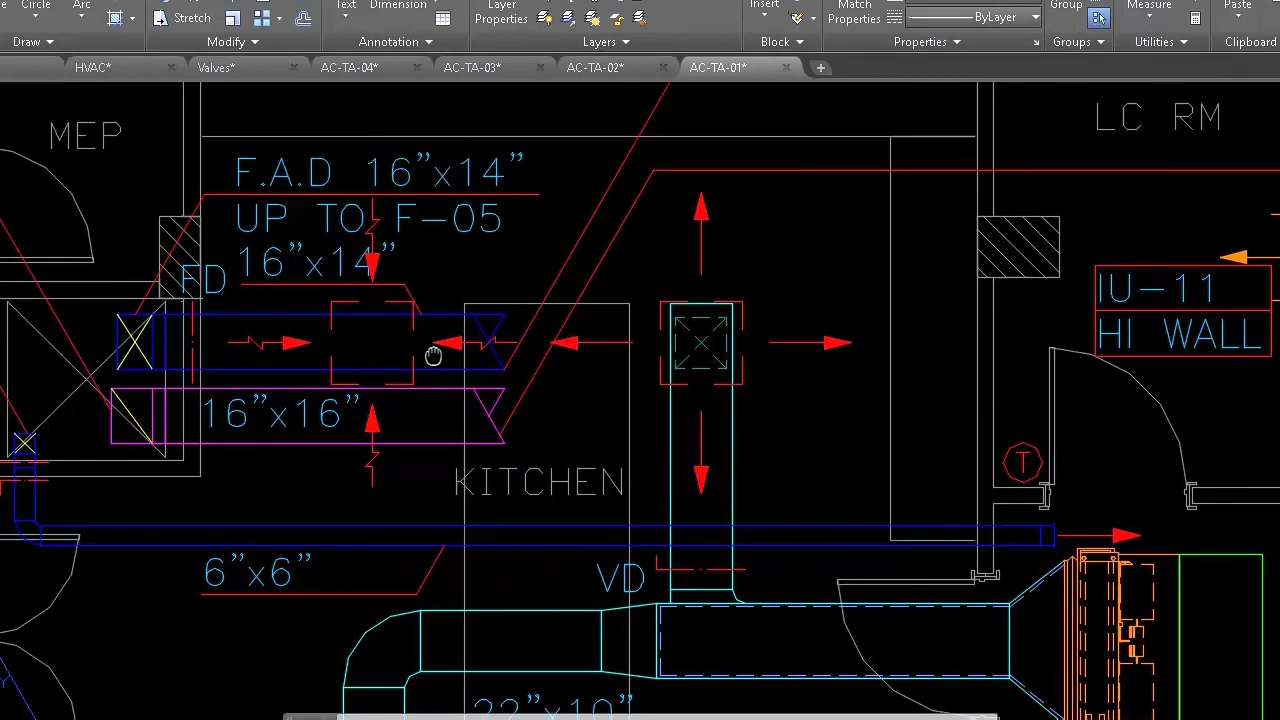 Circle
Arc
Text
Dimension
Layer
Insert
Match
Group
Measure
Paste
Stretch
Properties
Properties
ByLayer
Draw
Modify
Annotation
Layers
Block
Properties
Groups
Utilities
Clipboard
HVAC*
Valves*
AC-TA-04*
AC-TA-03*
AC-TA-02*
AC-TA-01*
MEP
LC RM
F.A.D 16"x14"
UP TO F-05
16"x14"
FD
IU-11
HI WALL
16"x16"
T
KITCHEN
6"x6"
VD
22"x10"